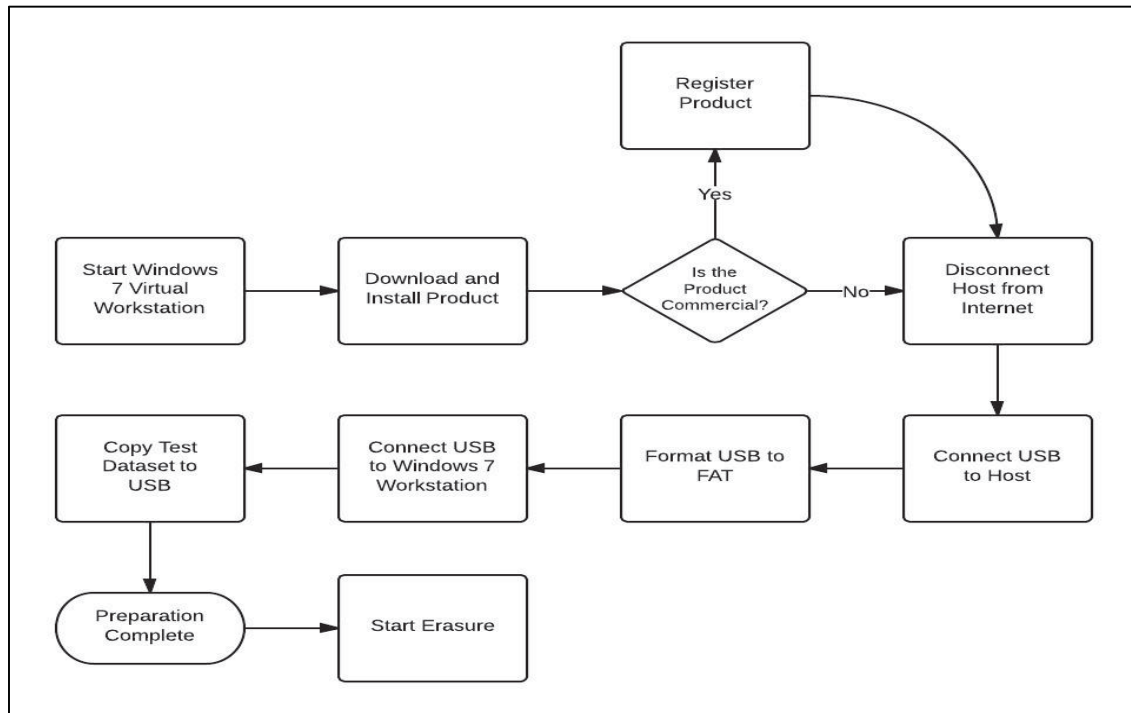 Register
Product
Yes
Start Windows
7 Virtual
Workstation
Download and
Install Product
Is the
Product
Commercial?
No
Disconnect
Host from
Internet
Copy Test
Dataset to
USB
Connect USB
to Windows 7
Workstation
Format USB to
FAT
Connect USB
to Host
Preparation
Complete
Start Erasure